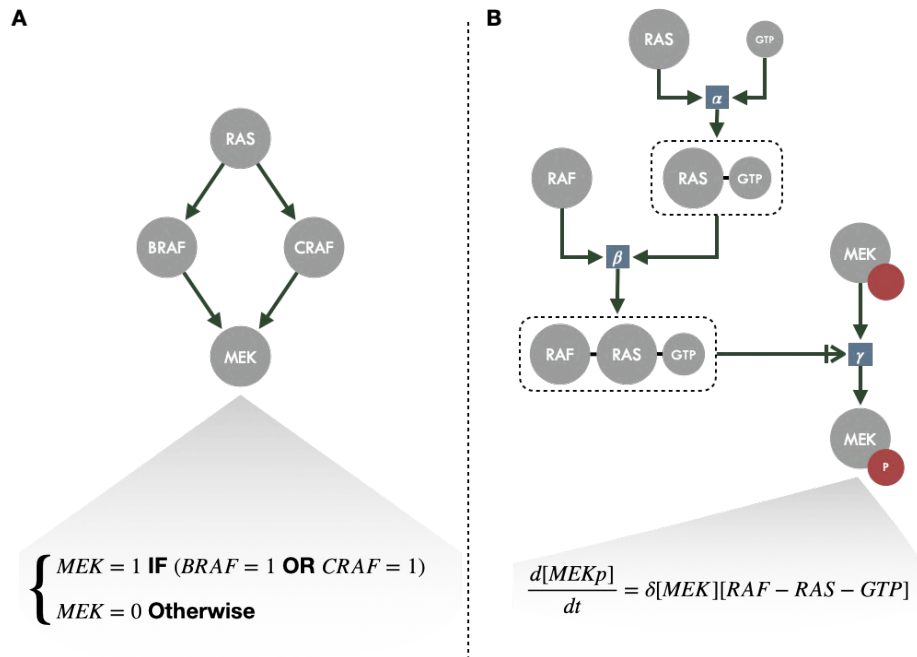 A
RAS
BRAF
CRAF
MEK
MEK = 1 IF (BRAF = 1 OR CRAF = 1)
MEK = 0 Otherwise
B
RAS
GTP
α
RAF
RAS
GTP
β
MEK
RAF
RAS
GTP
γ
MEK
P
d[MEKp]
dt
= δ[MEK][RAF − RAS − GTP]